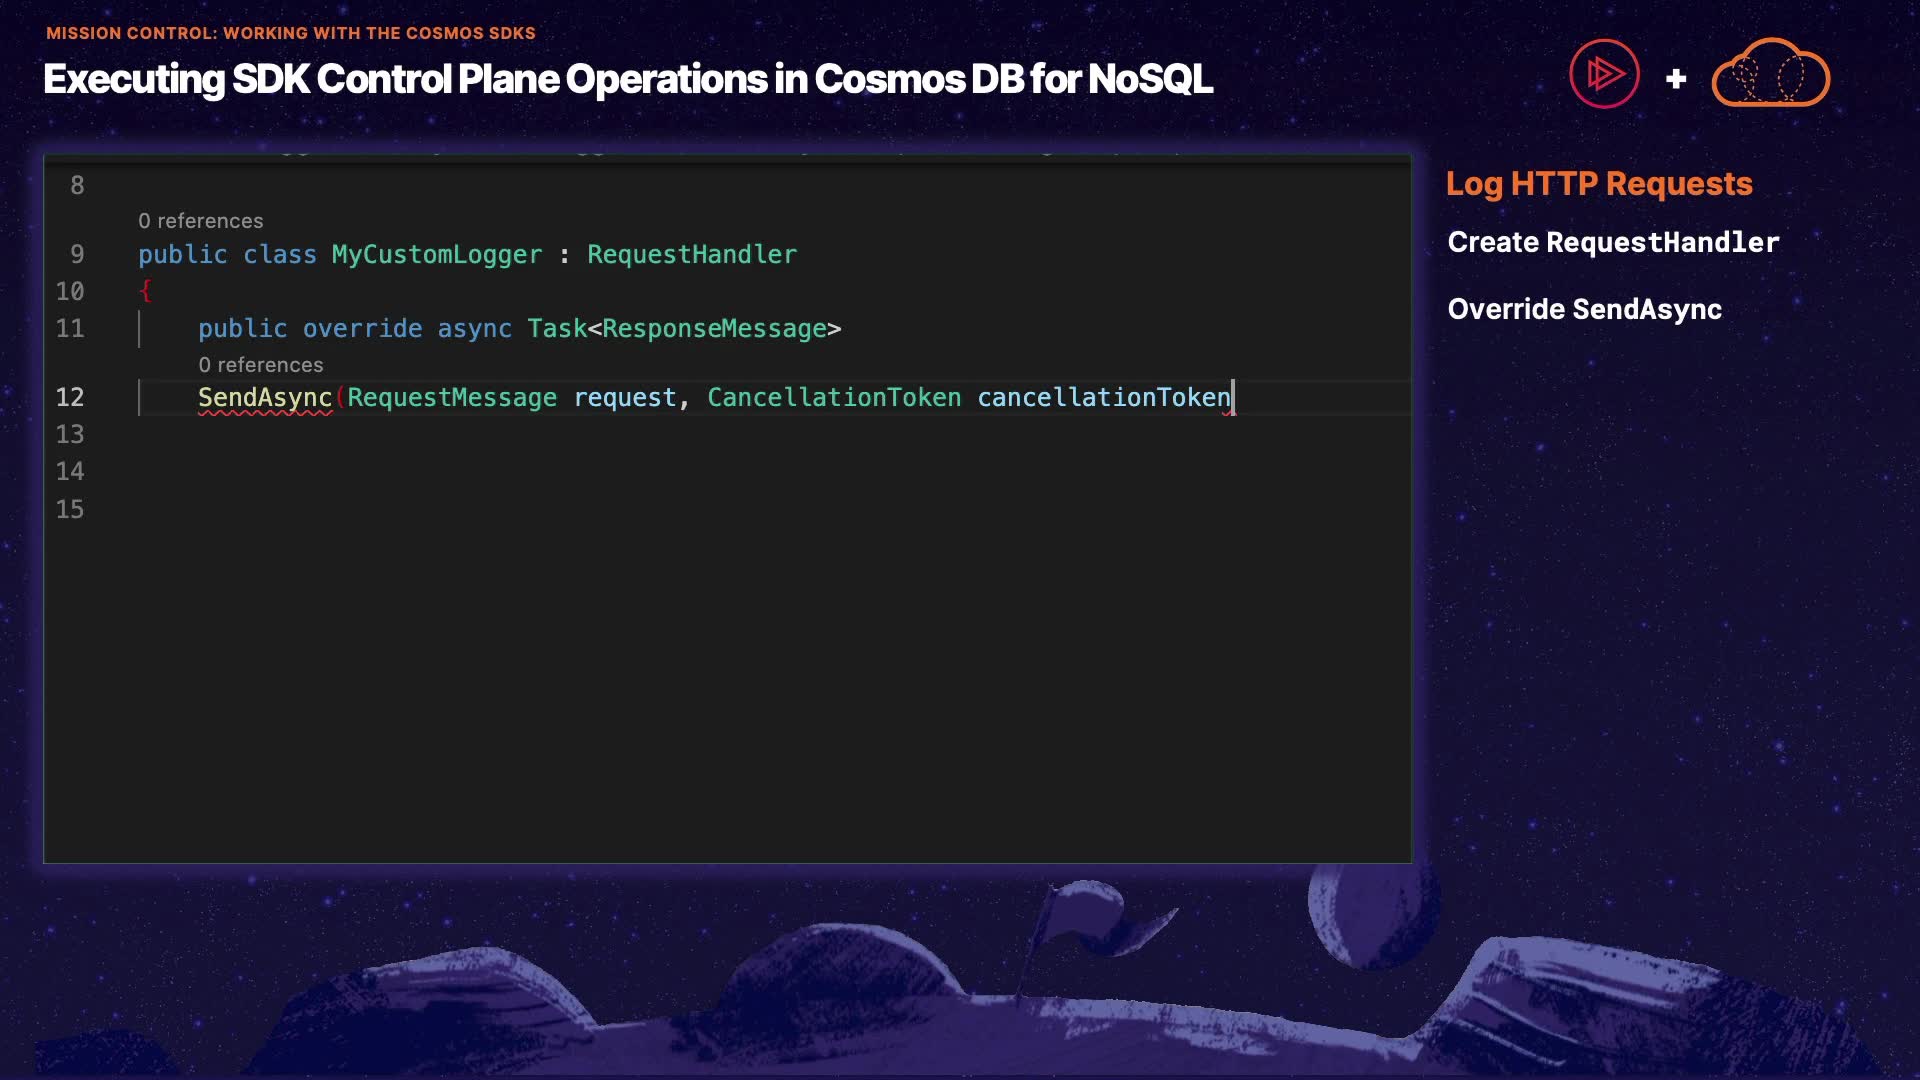 MISSION CONTROL: WORKING WITH THE COSMOS SDKS
Executing SDK Control Plane Operations in Cosmos DB for NoSQL
+
8
0 references
9 public class MyCustomLogger : RequestHandler
10 {
11 public override async Task<ResponseMessage>
0 references
12 SendAsync(RequestMessage request, CancellationToken cancellationToken
13
14
15
Log HTTP Requests
Create RequestHandler
Override SendAsync